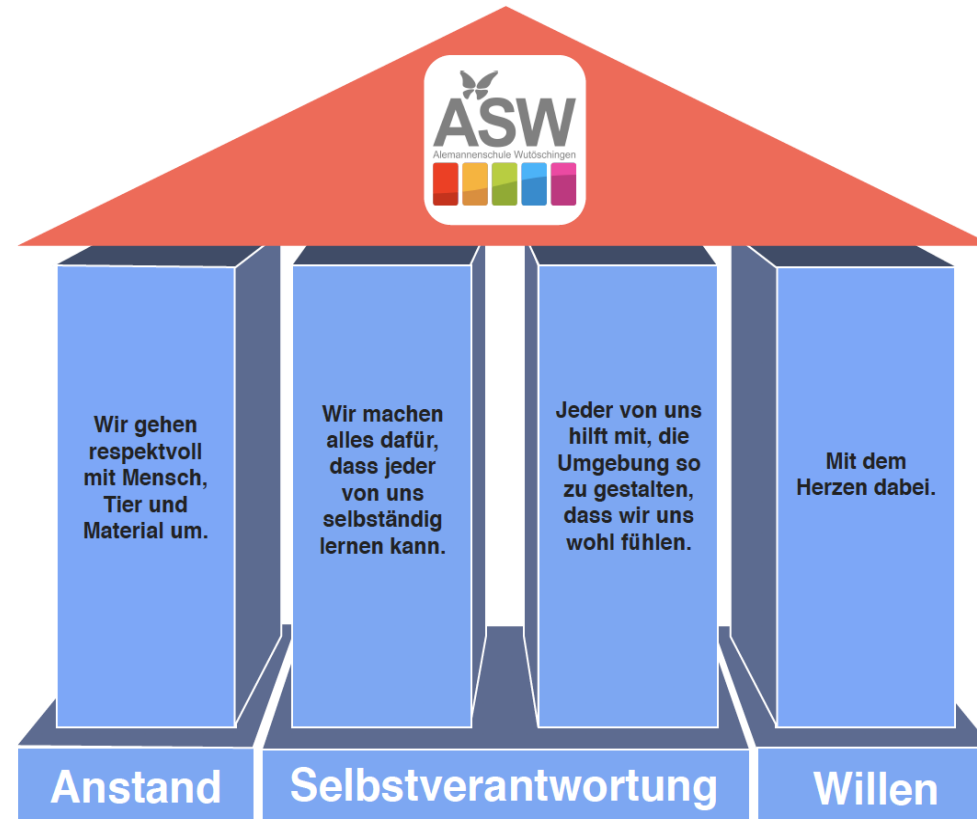 ASW
Alemannenschule Wutöschingen
Wir gehen
respektvoll
mit Mensch,
Tier und
Material um.
Wir machen
alles dafür,
dass jeder
von uns
selbständig
lernen kann.
Jeder von uns
hilft mit, die
Umgebung so
zu gestalten,
dass wir uns
wohl fühlen.
Mit dem
Herzen dabei.
Anstand
Selbstverantwortung
Willen